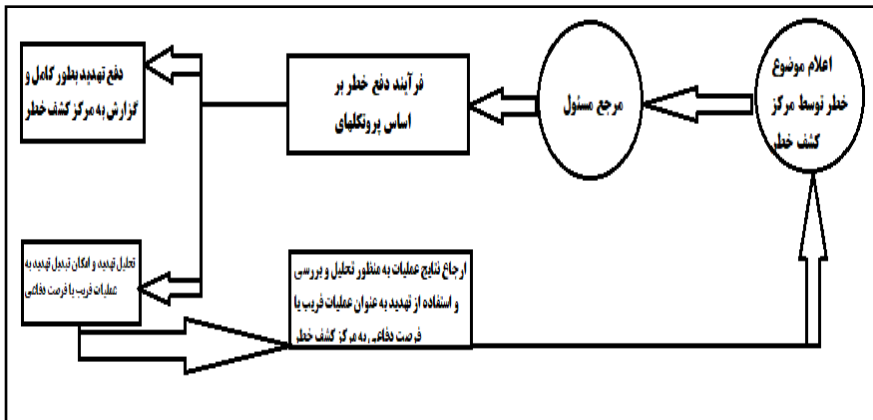 اعلام موضوع
خطر توسط مرکز
کشف خطر
مرجع مسئول
فرآیند دفع خطر بر
اساس پروتکلهای
دفع تهدید بطور کامل و
گزارش به مرکز کشف خطر
تحلیل تهدید و امکان تبدیل تهدید به
عملیات فریب یا فرصت دفاعی
ارجاع نتایج عملیات به منظور تحلیل و بررسی
و استفاده از تهدید به عنوان عملیات فریب یا
فرصت دفاعی به مرکز کشف خطر